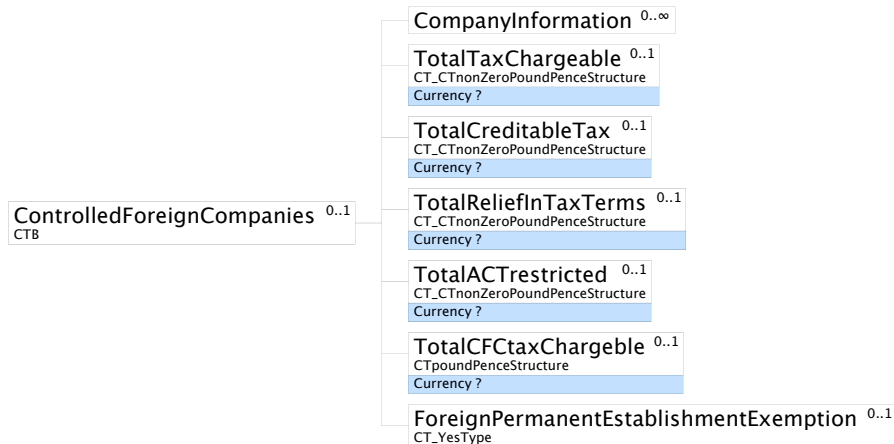 CompanyInformation 0..∞
TotalTaxChargeable 0..1
CT_CTnonZeroPoundPenceStructure
Currency ?
TotalCreditableTax 0..1
CT_CTnonZeroPoundPenceStructure
Currency ?
TotalReliefInTaxTerms 0..1
CT_CTnonZeroPoundPenceStructure
Currency ?
ControlledForeignCompanies 0..1
CTB
TotalACTrestricted 0..1
CT_CTnonZeroPoundPenceStructure
Currency ?
TotalCFCtaxChargeble 0..1
CTpoundPenceStructure
Currency ?
ForeignPermanentEstablishmentExemption 0..1
CT_YesType